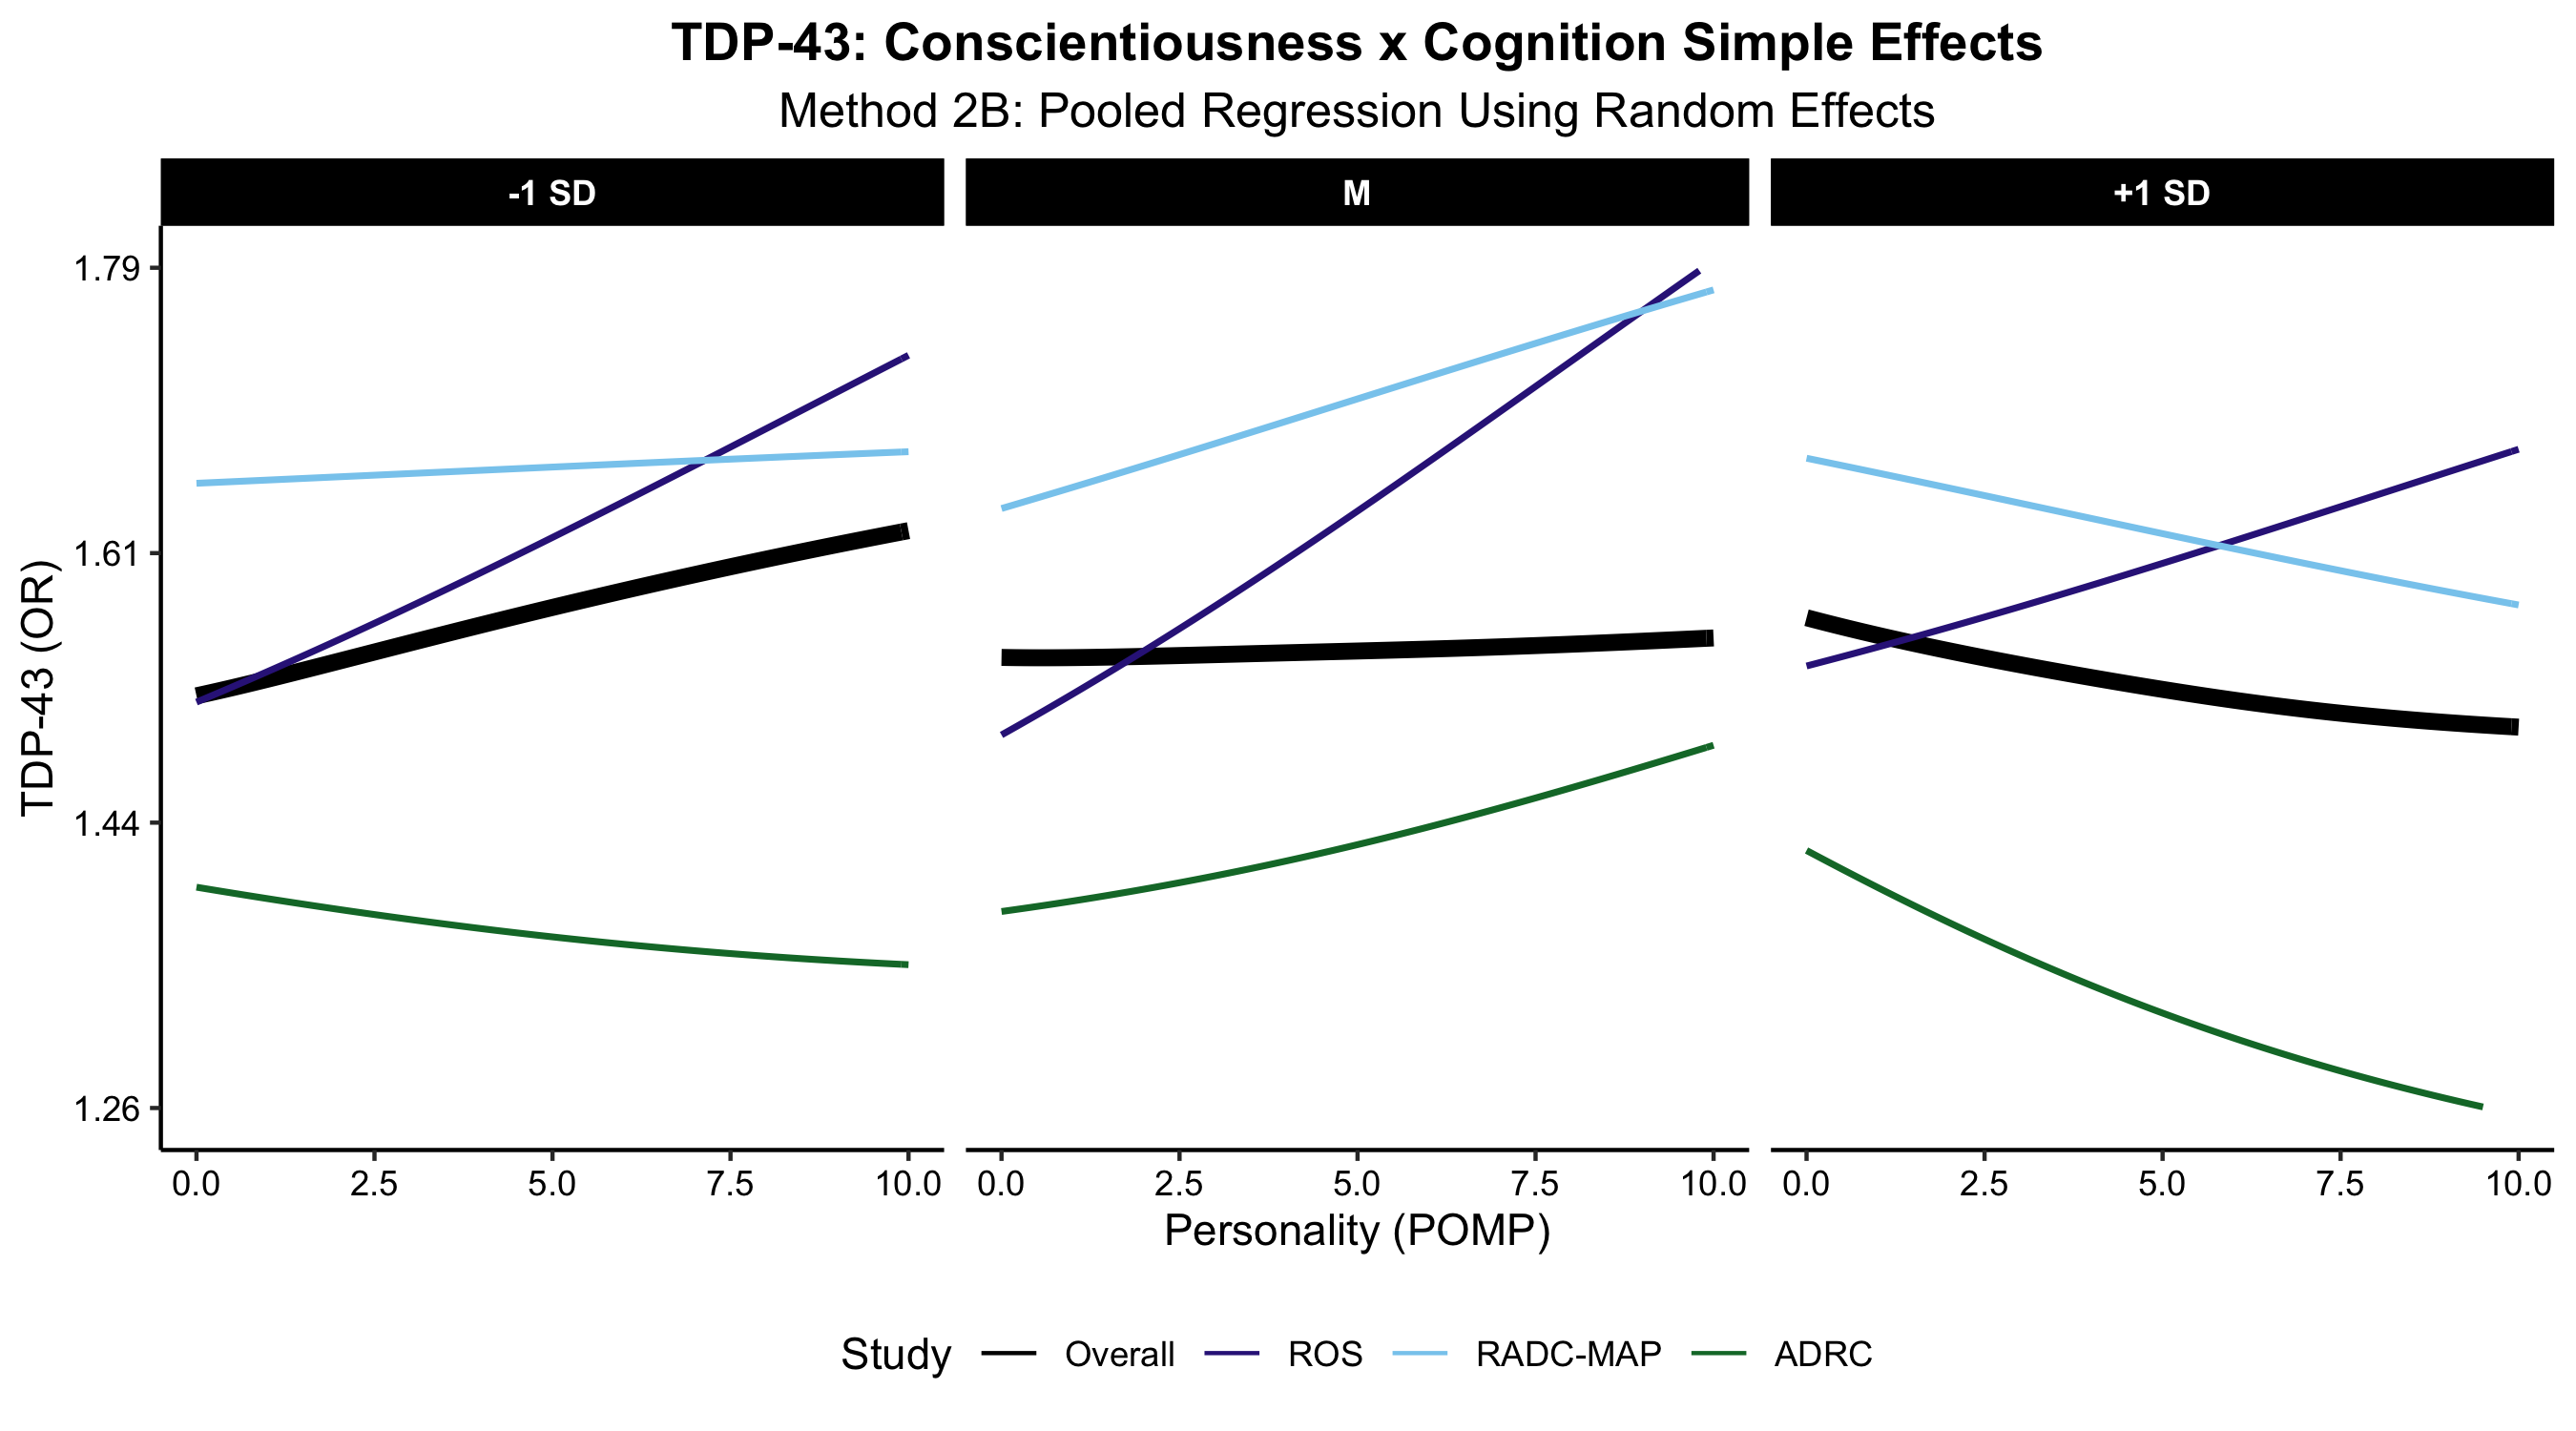 TDP-43: Conscientiousness x Cognition Simple Effects
Method 2B: Pooled Regression Using Random Effects
-1 SD
M
+1 SD
TDP-43 (OR)
1.79
1.61
1.44
1.26
0.0 2.5 5.0 7.5 10.0
0.0 2.5 5.0 7.5 10.0
0.0 2.5 5.0 7.5 10.0
Personality (POMP)
Study Overall ROS RADC-MAP ADRC